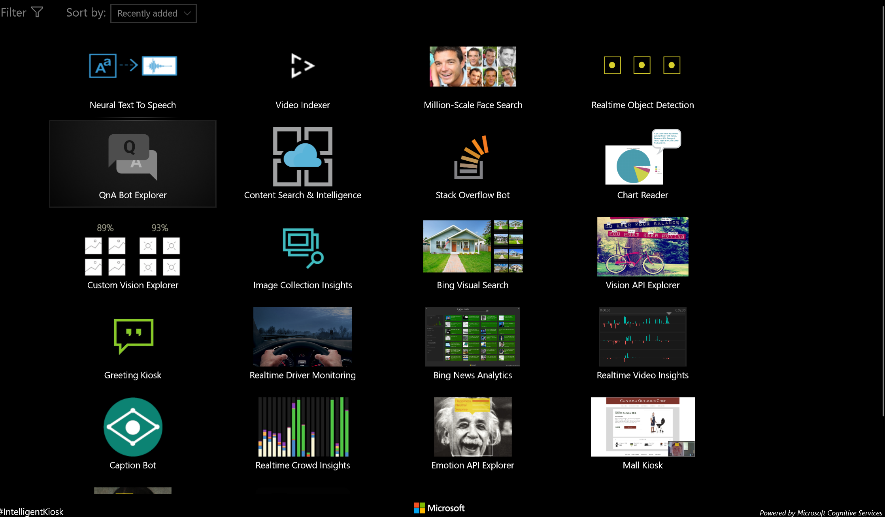 Filter
Sort by: Recently added
Aa
Neural Text To Speech
Video Indexer
Million-Scale Face Search
Realtime Object Detection
Q
A
QnA Bot Explorer
Content Search & Intelligence
Stack Overflow Bot
Chart Reader
89% 93%
Custom Vision Explorer
Image Collection Insights
Bing Visual Search
Vision API Explorer
Greeting Kiosk
Realtime Driver Monitoring
Bing News Analytics
Realtime Video Insights
Caption Bot
Realtime Crowd Insights
Emotion API Explorer
Mall Kiosk
#IntelligentKiosk
Microsoft
Powered by Microsoft Cognitive Services